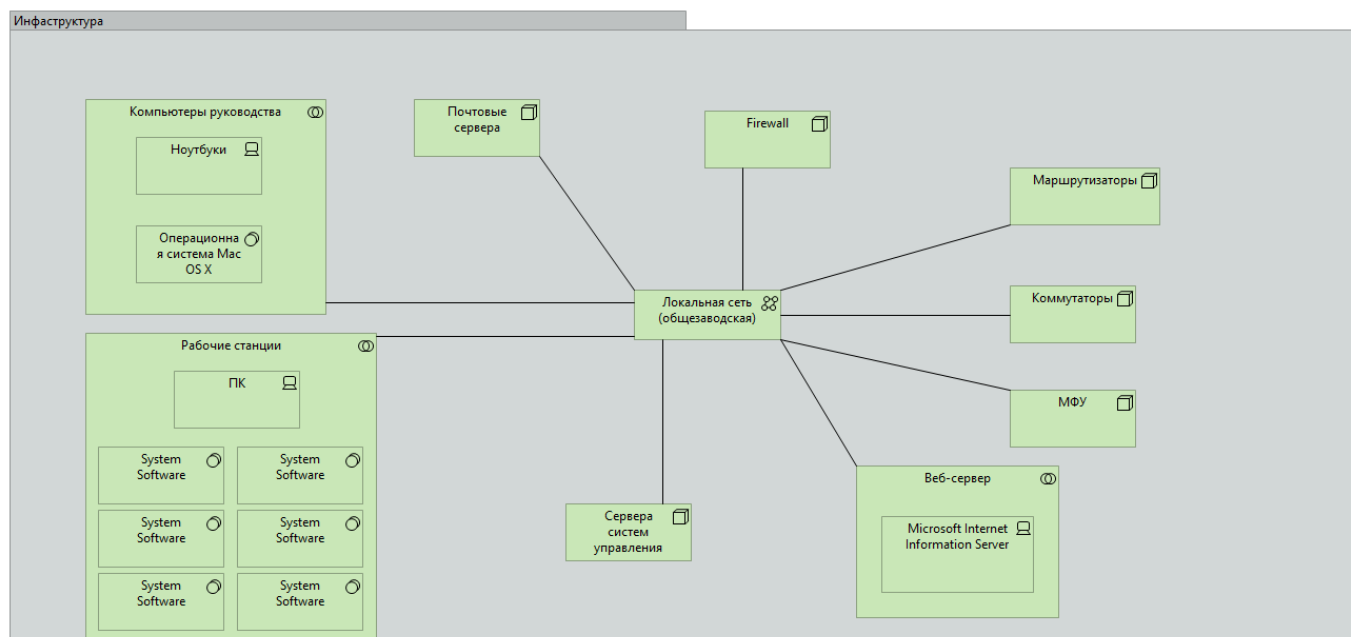 Инфаструктура
Компьютеры руководства
Ноутбуки
Операционна
я система Mac
OS X
Почтовые
сервера
Firewall
Маршрутизаторы
Локальная сеть
(общезаводская)
Коммутаторы
Рабочие станции
ПК
МФУ
System
Software
System
Software
System
Software
System
Software
System
Software
System
Software
Сервера
систем
управления
Веб-сервер
Microsoft Internet
Information Server